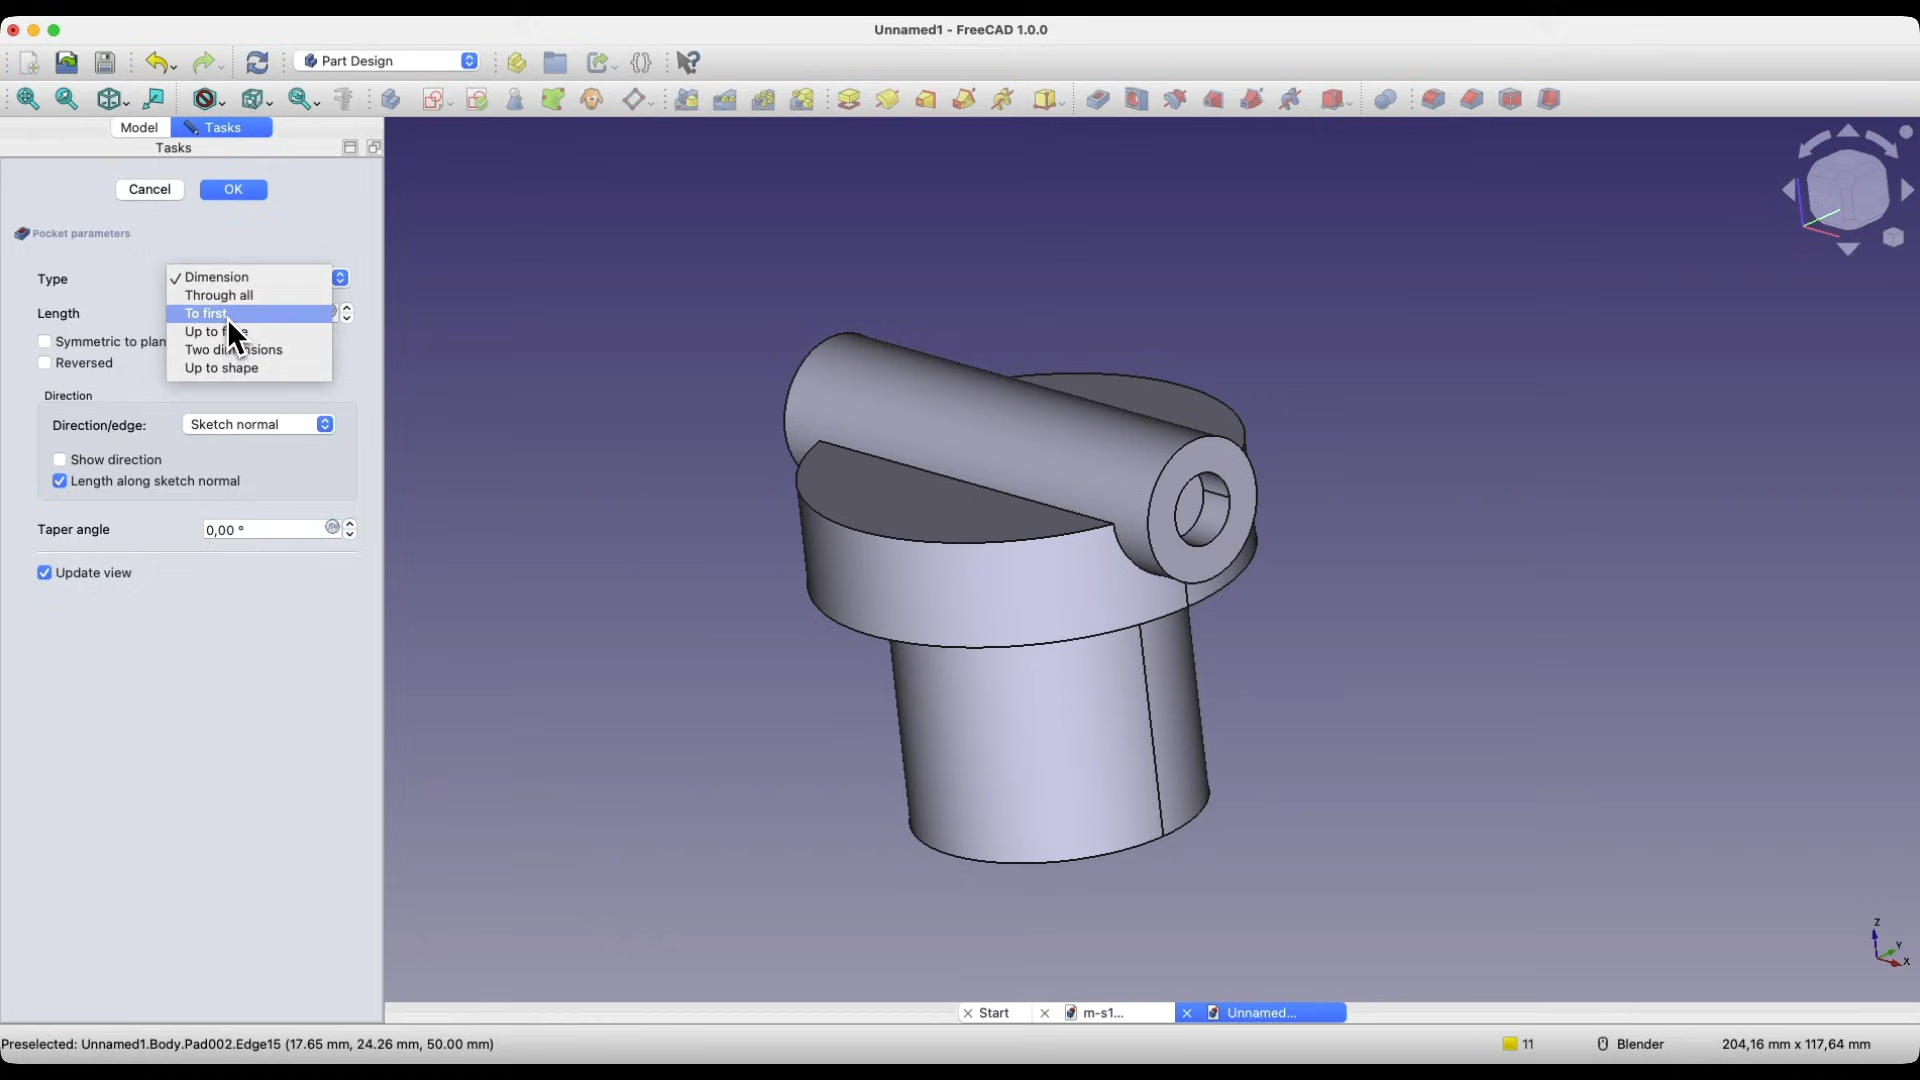 Unnamed1 - FreeCAD 1.0.0
Part Design
Model
Tasks
Tasks
Cancel
OK
Pocket parameters
Type
Dimension
Through all
To first
Length
Up to
Symmetric to plan
Two
Reversed
Up to shape
Direction
Direction/edge:
Sketch normal
Show direction
Length along sketch normal
Taper angle
0,00 °
Update view
Z
Y
X
Start
m-s1...
Unnamed...
Preselected: Unnamed1.Body.Pad002.Edge15 (17.65 mm, 24.26 mm, 50.00 mm)
11
Blender
204,16 mm x 117,64 mm